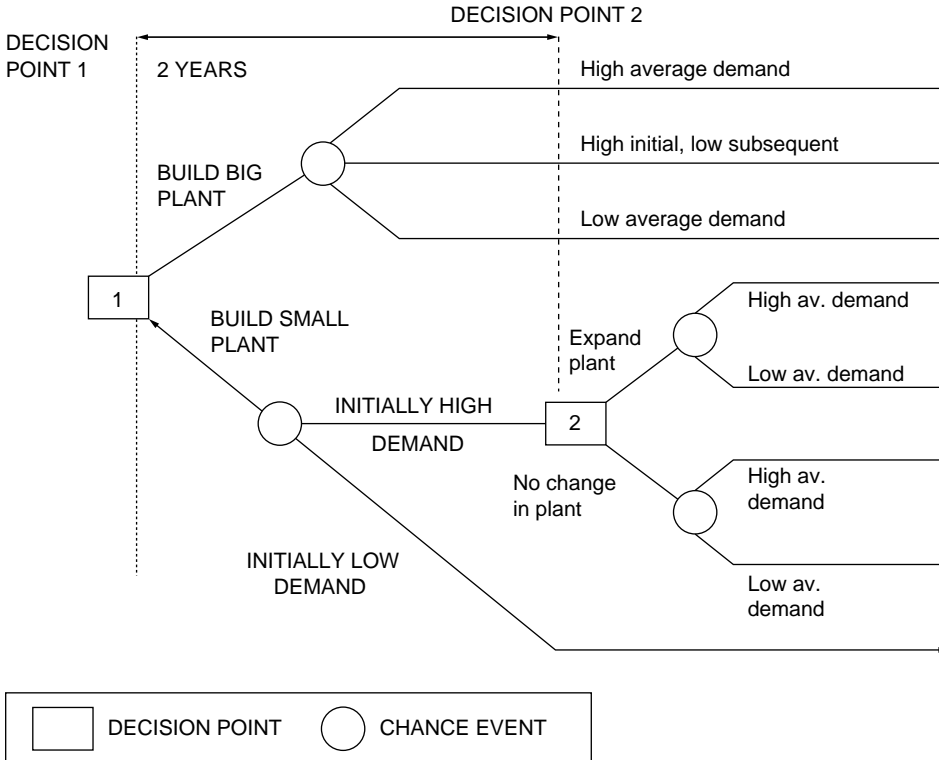 DECISION POINT 2
DECISION
POINT 1
2 YEARS
High average demand
High initial, low subsequent
BUILD BIG
PLANT
Low average demand
1
BUILD SMALL
PLANT
High av. demand
Expand
plant
Low av. demand
INITIALLY HIGH
DEMAND
2
No change
in plant
High av.
demand
INITIALLY LOW
DEMAND
Low av.
demand
DECISION POINT
CHANCE EVENT